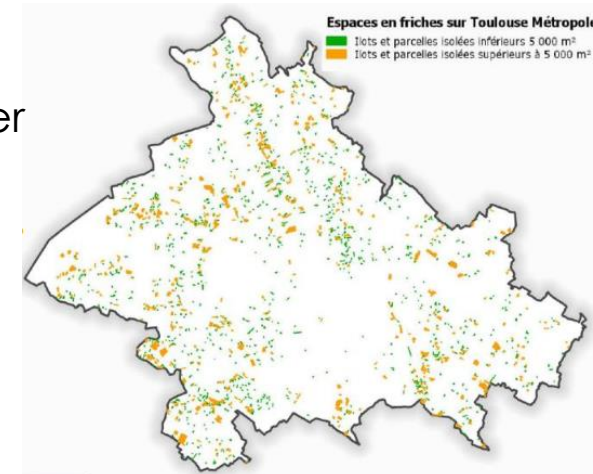 Espaces en friches sur Toulouse Métropole
Ilots et parcelles isolées inférieurs 5 000 m²
Ilots et parcelles isolées supérieurs à 5 000 m²
er